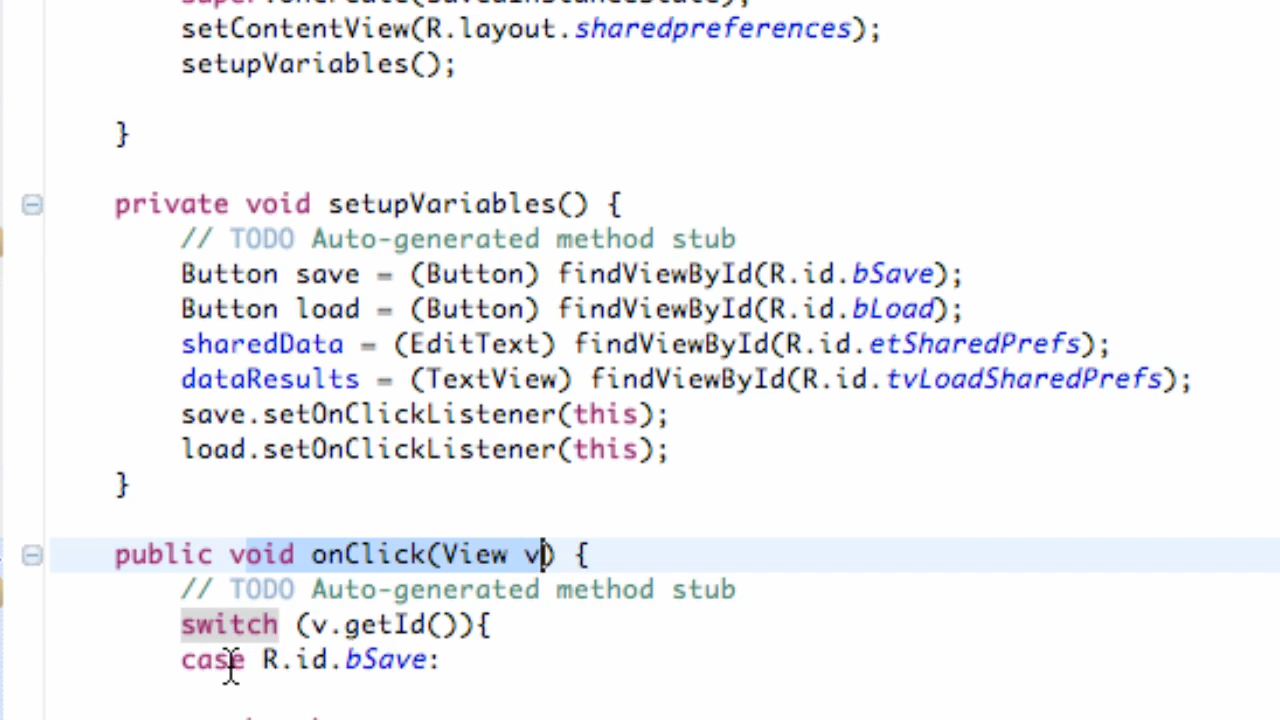 setContentView(R.layout.sharedpreferences);
setupVariables();
}
private void setupVariables() {
// TODO Auto-generated method stub
Button save = (Button) findViewById(R.id.bSave);
Button load = (Button) findViewById(R.id.bLoad);
sharedData = (EditText) findViewById(R.id.etSharedPrefs);
dataResults = (TextView) findViewById(R.id.tvLoadSharedPrefs);
save.setOnClickListener(this);
load.setOnClickListener(this);
}
public void onClick(View v) {
// TODO Auto-generated method stub
switch (v.getId()){
case R.id.bSave: